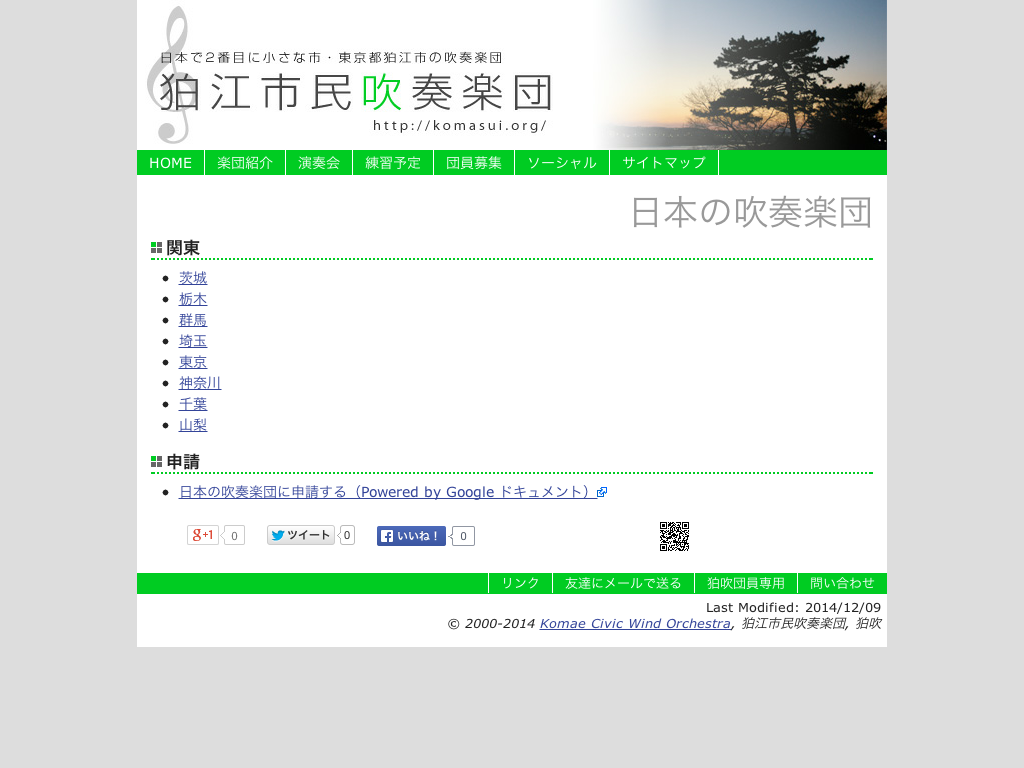 日本で2番目に小さな市・東京都狛江市の吹奏楽団
狛江市民吹奏楽団
http://komasui.org/
HOME 楽団紹介 演奏会 練習予定 団員募集 ソーシャル サイトマップ
日本の吹奏楽団
関東
茨城
栃木
群馬
埼玉
東京
神奈川
千葉
山梨
申請
日本の吹奏楽団に申請する（Powered by Google ドキュメント）
g+1 0 ツイート 0 いいね！ 0
リンク 友達にメールで送る 狛吹団員専用 問い合わせ
Last Modified: 2014/12/09
© 2000-2014 Komae Civic Wind Orchestra, 狛江市民吹奏楽団, 狛吹